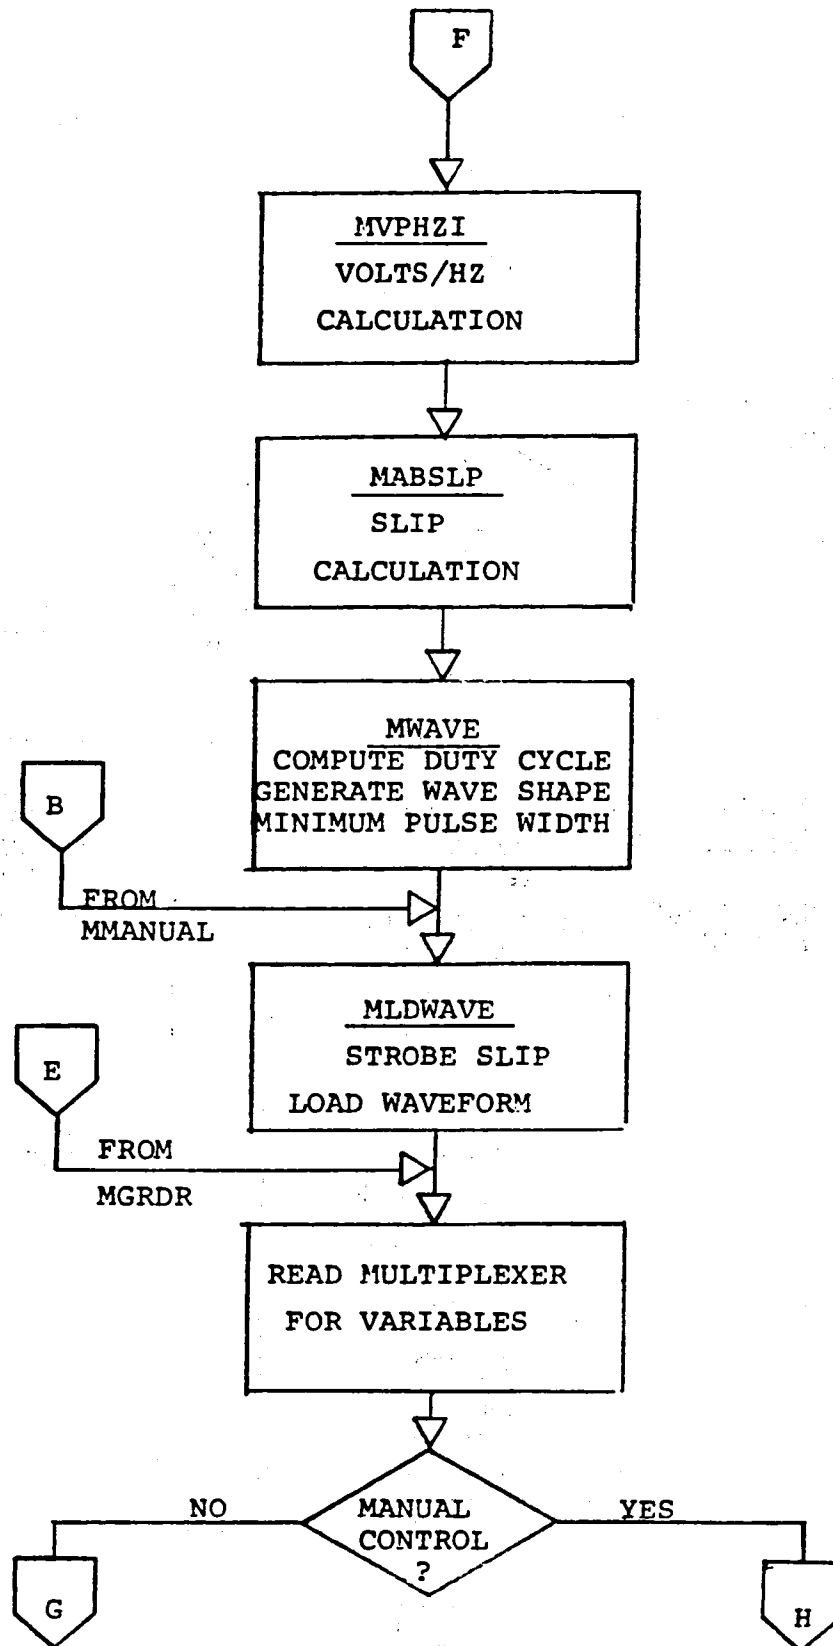 F
MVPHZI
VOLTS/HZ
CALCULATION
MABSLP
SLIP
CALCULATION
MWAVE
COMPUTE DUTY CYCLE
GENERATE WAVE SHAPE
MINIMUM PULSE WIDTH
B
FROM
MMANUAL
MLDWAVE
STROBE SLIP
LOAD WAVEFORM
E
FROM
MGRDR
READ MULTIPLEXER
FOR VARIABLES
NO
MANUAL
CONTROL
?
YES
G
H